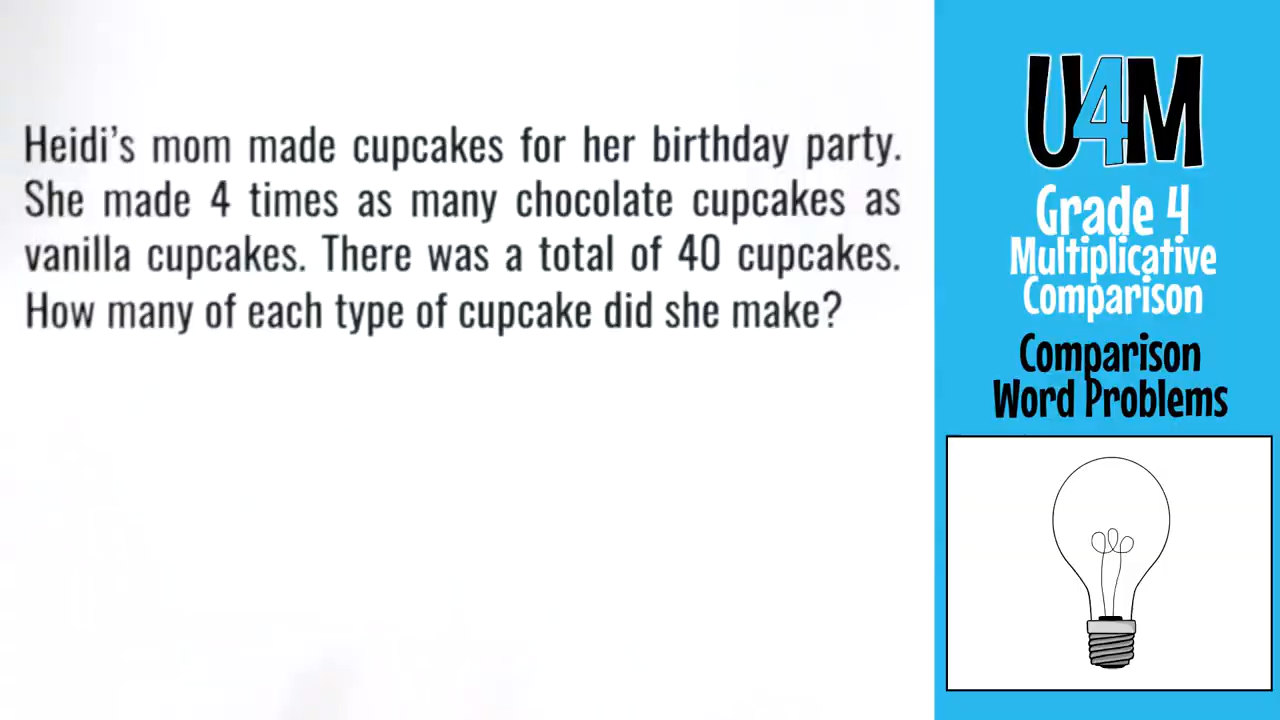 Heidi's mom made cupcakes for her birthday party.
She made 4 times as many chocolate cupcakes as
vanilla cupcakes. There was a total of 40 cupcakes.
How many of each type of cupcake did she make?
U4M
Grade 4
Multiplicative
Comparison
Comparison
Word Problems